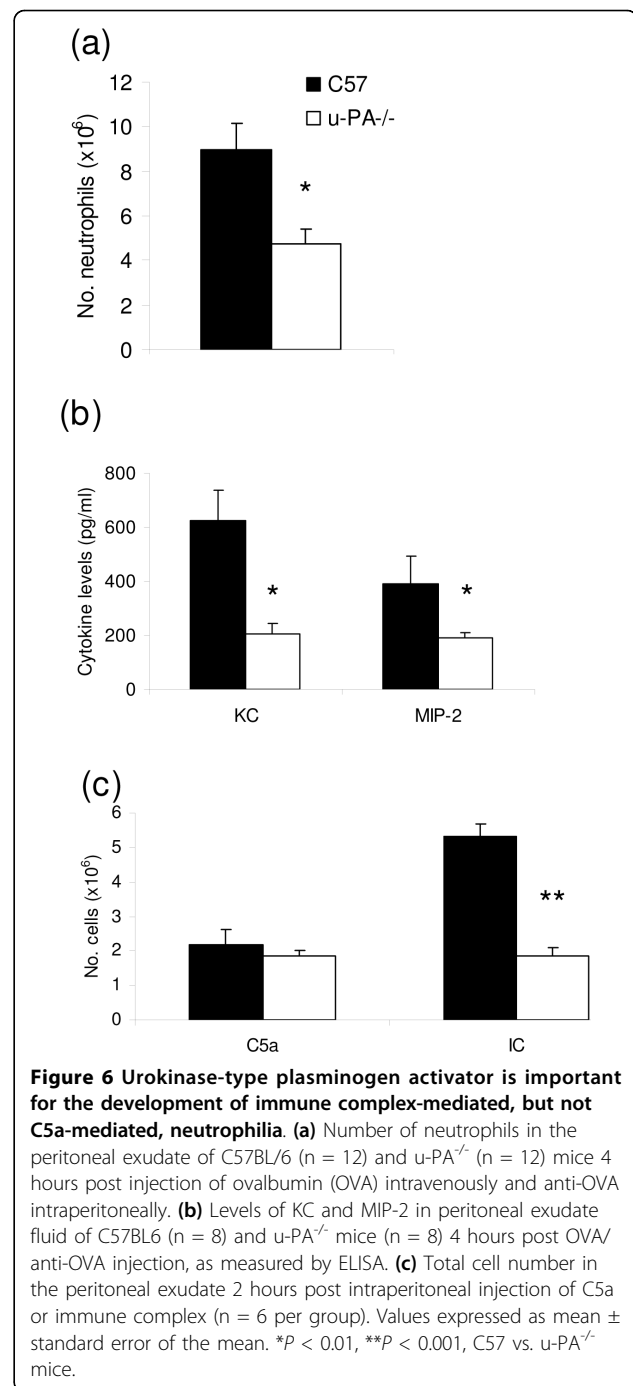 (a)
12
10
8
6
4
2
0
No. neutrophils (x10⁶)
C57
u-PA-/-
*
(b)
800
600
400
200
0
Cytokine levels (pg/ml)
*
*
KC
MIP-2
(c)
6
5
4
3
2
1
0
No. cells (x10⁶)
**
C5a
IC
Figure 6 Urokinase-type plasminogen activator is important
for the development of immune complex-mediated, but not
C5a-mediated, neutrophilia. (a) Number of neutrophils in the
peritoneal exudate of C57BL/6 (n = 12) and u-PA⁻/⁻ (n = 12) mice 4
hours post injection of ovalbumin (OVA) intravenously and anti-OVA
intraperitoneally. (b) Levels of KC and MIP-2 in peritoneal exudate
fluid of C57BL6 (n = 8) and u-PA⁻/⁻ mice (n = 8) 4 hours post OVA/
anti-OVA injection, as measured by ELISA. (c) Total cell number in
the peritoneal exudate 2 hours post intraperitoneal injection of C5a
or immune complex (n = 6 per group). Values expressed as mean ±
standard error of the mean. *P < 0.01, **P < 0.001, C57 vs. u-PA⁻/⁻
mice.